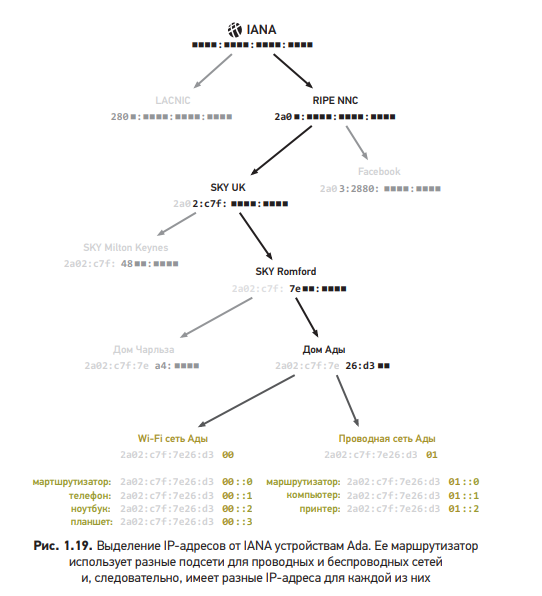 IANA
▪▪▪▪:▪▪▪▪:▪▪▪▪:▪▪▪▪
LACNIC
280▪:▪▪▪▪:▪▪▪▪:▪▪▪▪
RIPE NNC
2a0▪:▪▪▪▪:▪▪▪▪:▪▪▪▪
Facebook
2a03:2880: ▪▪▪▪:▪▪▪▪
SKY UK
2a02:c7f: ▪▪▪▪:▪▪▪▪
SKY Milton Keynes
2a02:c7f: 48▪▪:▪▪▪▪
SKY Romford
2a02:c7f: 7e▪▪:▪▪▪▪
Дом Чарльза
2a02:c7f:7e a4:▪▪▪▪
Дом Ады
2a02:c7f:7e 26:d3▪▪
Wi-Fi сеть Ады
2a02:c7f:7e26:d3 00
Проводная сеть Ады
2a02:c7f:7e26:d3 01
мартшрутизатор: 2a02:c7f:7e26:d3 00::0
телефон: 2a02:c7f:7e26:d3 00::1
ноутбук: 2a02:c7f:7e26:d3 00::2
планшет: 2a02:c7f:7e26:d3 00::3
маршрутизатор: 2a02:c7f:7e26:d3 01::0
компьютер: 2a02:c7f:7e26:d3 01::1
принтер: 2a02:c7f:7e26:d3 01::2
Рис. 1.19. Выделение IP-адресов от IANA устройствам Ada. Ее маршрутизатор
использует разные подсети для проводных и беспроводных сетей
и, следовательно, имеет разные IP-адреса для каждой из них